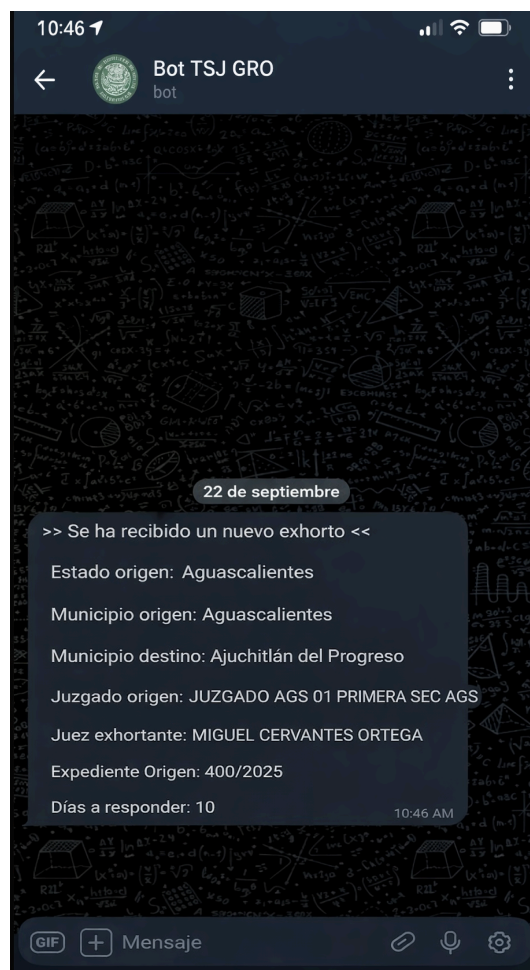 10:46
Bot TSJ GRO
bot
22 de septiembre
>> Se ha recibido un nuevo exhorto <<
Estado origen: Aguascalientes
Municipio origen: Aguascalientes
Municipio destino: Ajuchitlán del Progreso
Juzgado origen: JUZGADO AGS 01 PRIMERA SEC AGS
Juez exhortante: MIGUEL CERVANTES ORTEGA
Expediente Origen: 400/2025
Días a responder: 10
10:46 AM
GIF
Mensaje